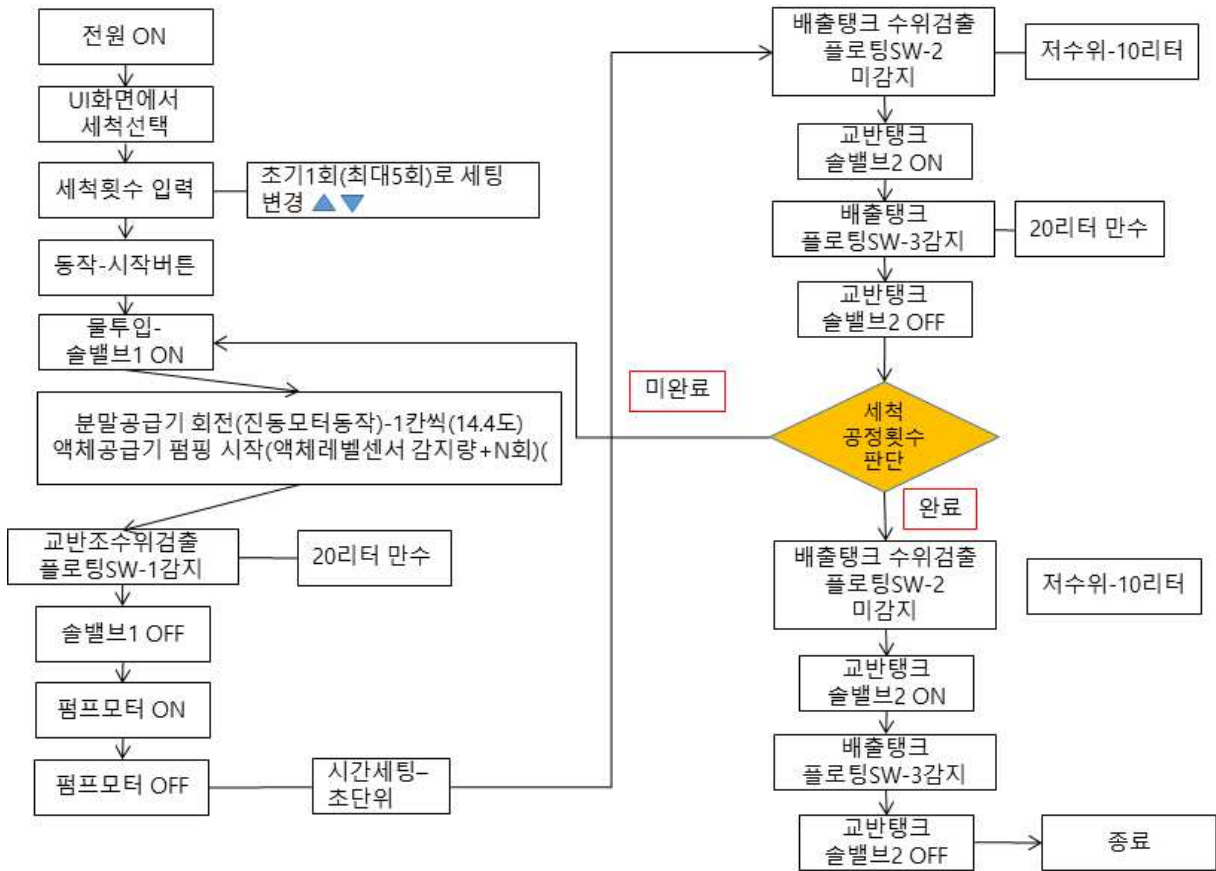 전원 ON
UI화면에서
세척선택
세척횟수 입력
초기1회(최대5회)로 세팅
변경
동작-시작버튼
물투입-
솔밸브1 ON
분말공급기 회전(진동모터동작)-1칸씩(14.4도)
액체공급기 펌핑 시작(액체레벨센서 감지량+N회)(
교반조수위검출
플로팅SW-1감지
20리터 만수
솔밸브1 OFF
펌프모터 ON
펌프모터 OFF
시간세팅–
초단위
배출탱크 수위검출
플로팅SW-2
미감지
저수위-10리터
교반탱크
솔밸브2 ON
배출탱크
플로팅SW-3감지
20리터 만수
교반탱크
솔밸브2 OFF
미완료
세척
공정횟수
판단
완료
배출탱크 수위검출
플로팅SW-2
미감지
저수위-10리터
교반탱크
솔밸브2 ON
배출탱크
플로팅SW-3감지
교반탱크
솔밸브2 OFF
종료